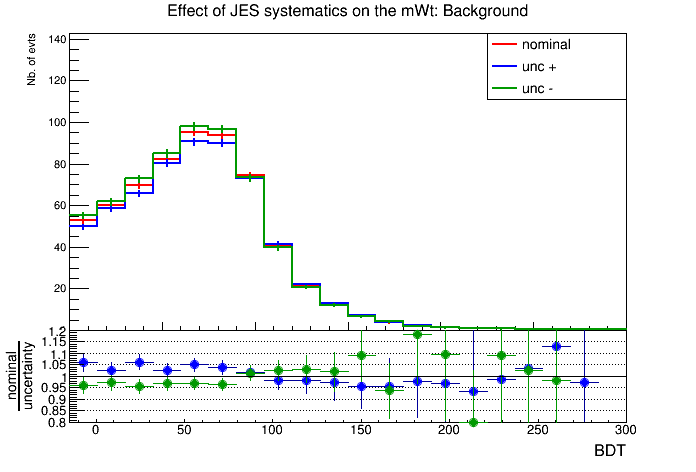 Effect of JES systematics on the mWt: Background
Nb. of evts
140
120
100
80
60
40
20
nominal
unc +
unc -
nominal
uncertainty
1.2
1.15
1.1
1.05
1
0.95
0.9
0.85
0.8
0
50
100
150
200
250
300
BDT